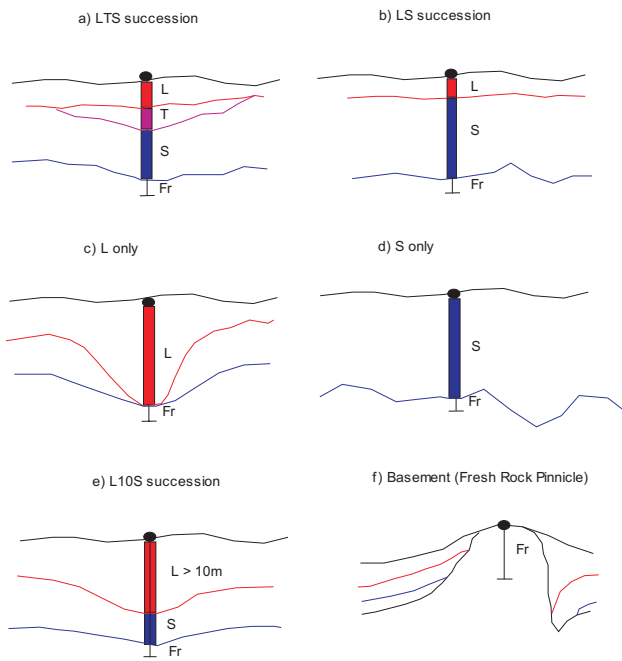 a) LTS succession
b) LS succession
L
T
S
Fr
L
S
Fr
c) L only
d) S only
L
Fr
S
Fr
e) L10S succession
f) Basement (Fresh Rock Pinnicle)
L > 10m
S
Fr
Fr